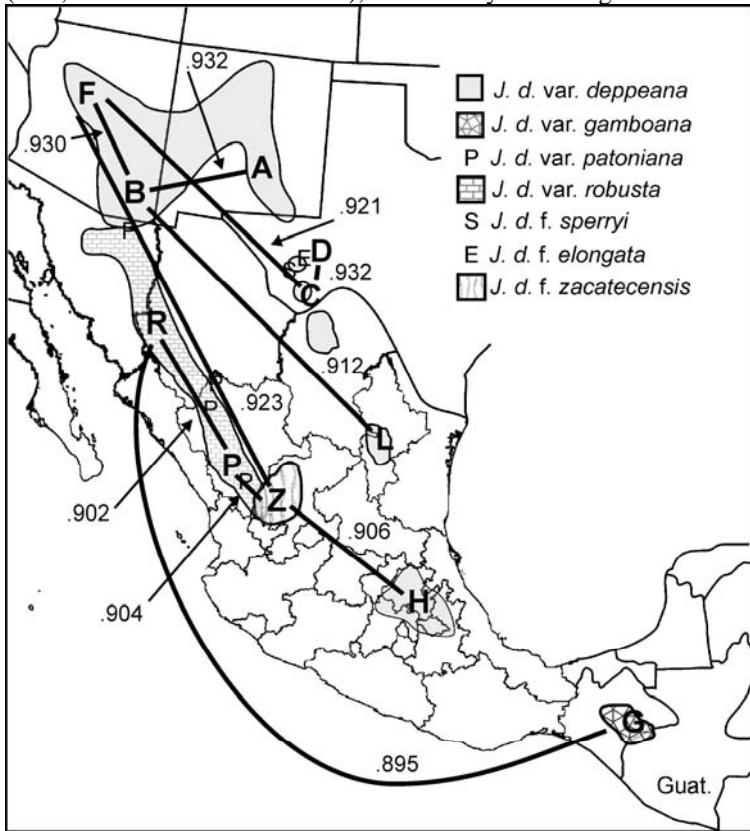 .932
F
J. d. var. deppeana
J. d. var. gamboana
.930
A
P J. d. var. patoniana
B
J. d. var. robusta
.921
S J. d. f. sperryi
P
D
E
E J. d. f. elongata
.932
S
C
J. d. f. zacatecensis
R
.912
P
.923
P
L
P
P
Z
.902
.906
.904
H
G
.895
Guat.